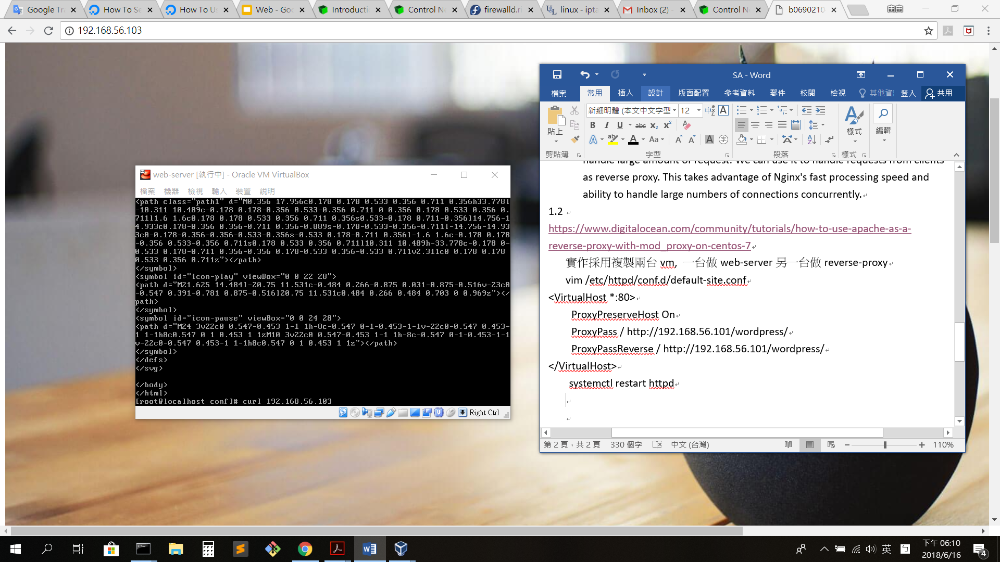 Google Tra
How To Se
How To Us
Web - Goo
Introducti
Control Ne
firewalld.ri
linux - ipta
Inbox (2) -
Control Ne
b0690210
192.168.56.103
SA - Word
檔案 常用 插入 設計 版面配置 參考資料 郵件 校閱 檢視 其他資 登入 共用
新細明體 (本文中文字型 12
貼上
樣式
編輯
剪貼簿 字型 段落 樣式
handle large amount of request. We can use it to handle requests from clients
as reverse proxy. This takes advantage of Nginx's fast processing speed and
ability to handle large numbers of connections concurrently.
1.2
https://www.digitalocean.com/community/tutorials/how-to-use-apache-as-a-
reverse-proxy-with-mod_proxy-on-centos-7
實作採用複製兩台 vm, 一台做 web-server 另一台做 reverse-proxy
vim /etc/httpd/conf.d/default-site.conf
<VirtualHost *:80>
ProxyPreserveHost On
ProxyPass / http://192.168.56.101/wordpress/
ProxyPassReverse / http://192.168.56.101/wordpress/
</VirtualHost>
systemctl restart httpd
第 2 頁，共 2 頁 330 個字 中文 (台灣) 110%
web-server [執行中] - Oracle VM VirtualBox
檔案 機器 檢視 輸入 裝置 說明
<path class="path1" d="M0.356 17.956c0.178 0.178 0.533 0.356 0.711 0.356h33.778l
-10.311 10.489c-0.178 0.178-0.356 0.533-0.356 0.711 0 0.356 0.178 0.533 0.356 0.
711l1.6 1.6c0.178 0.178 0.533 0.356 0.711 0.356s0.533-0.178 0.711-0.356l14.756-1
4.933c0.178-0.356 0.356-0.711 0.356-0.889s-0.178-0.533-0.356-0.711l-14.756-14.93
3c0-0.178-0.356-0.356-0.533-0.356s-0.533 0.178-0.711 0.356l-1.6 1.6c-0.178 0.178
-0.356 0.533-0.356 0.711s0.178 0.533 0.356 0.711l10.311 10.489h-33.778c-0.178 0-
0.533 0.178-0.711 0.356-0.356 0.178-0.533 0.356-0.533 0.711v2.311c0 0.178 0.178
0.533 0.356 0.711z"></path>
</symbol>
<symbol id="icon-play" viewBox="0 0 22 28">
<path d="M21.625 14.484l-20.75 11.531c-0.484 0.266-0.875 0.031-0.875-0.516v-23c0
-0.547 0.391-0.781 0.875-0.516l20.75 11.531c0.484 0.266 0.484 0.703 0 0.969z"></
path>
</symbol>
<symbol id="icon-pause" viewBox="0 0 24 28">
<path d="M24 3v22c0 0.547-0.453 1-1 1h-8c-0.547 0-1-0.453-1-1v-22c0-0.547 0.453-
1 1-1h8c0.547 0 1 0.453 1 1zM10 3v22c0 0.547-0.453 1-1 1h-8c-0.547 0-1-0.453-1-1
v-22c0-0.547 0.453-1 1-1h8c0.547 0 1 0.453 1 1z"></path>
</symbol>
</defs>
</svg>
</body>
</html>
[root@localhost conf]# curl 192.168.56.103
Right Ctrl
英
下午 06:10
2018/6/16
4